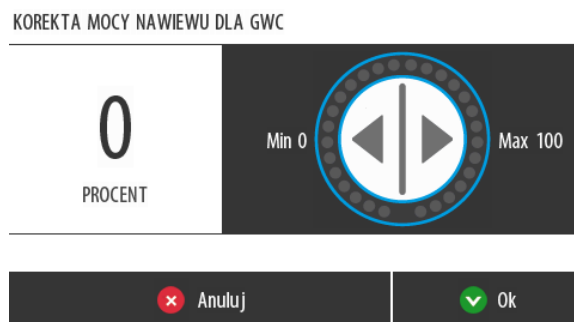 KOREKTA MOCY NAWIEWU DLA GWC
0
PROCENT
Min 0
Max 100
Anuluj
Ok